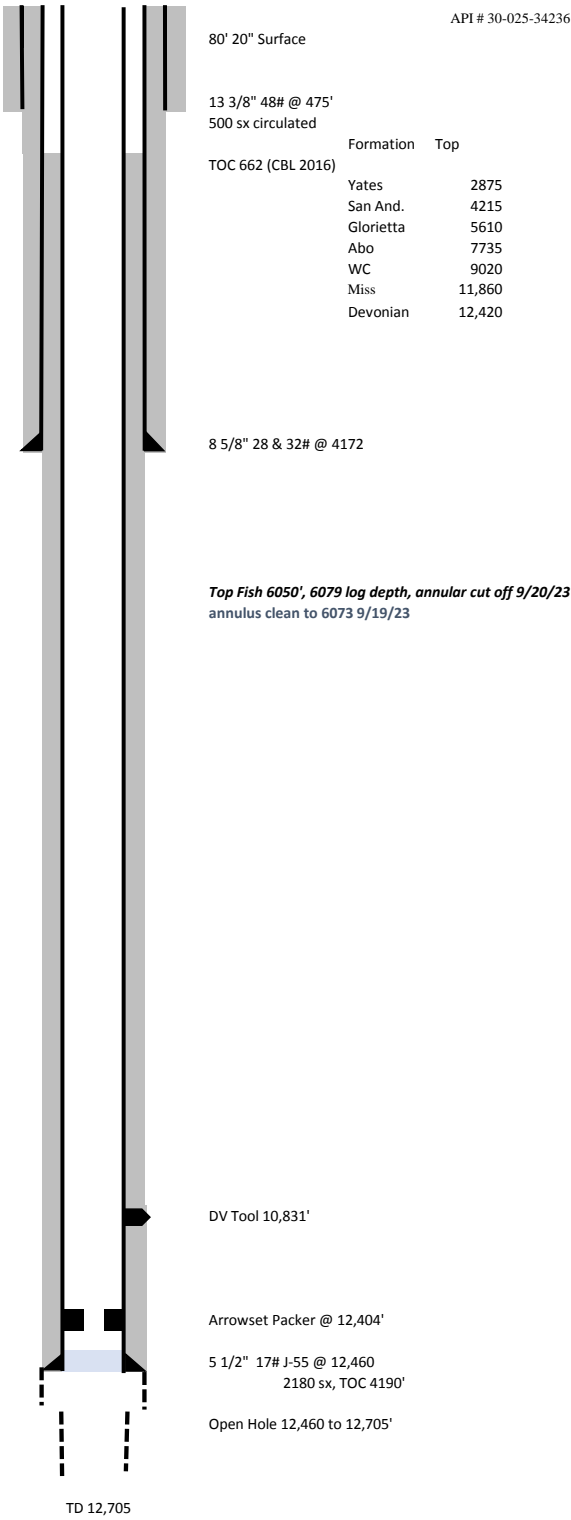 API # 30-025-34236
80' 20" Surface
13 3/8" 48# @ 475'
500 sx circulated
Formation Top
TOC 662 (CBL 2016)
Yates 2875
San And. 4215
Glorietta 5610
Abo 7735
WC 9020
Miss 11,860
Devonian 12,420
8 5/8" 28 & 32# @ 4172
Top Fish 6050', 6079 log depth, annular cut off 9/20/23
annulus clean to 6073 9/19/23
DV Tool 10,831'
Arrowset Packer @ 12,404'
5 1/2" 17# J-55 @ 12,460
2180 sx, TOC 4190'
Open Hole 12,460 to 12,705'
TD 12,705